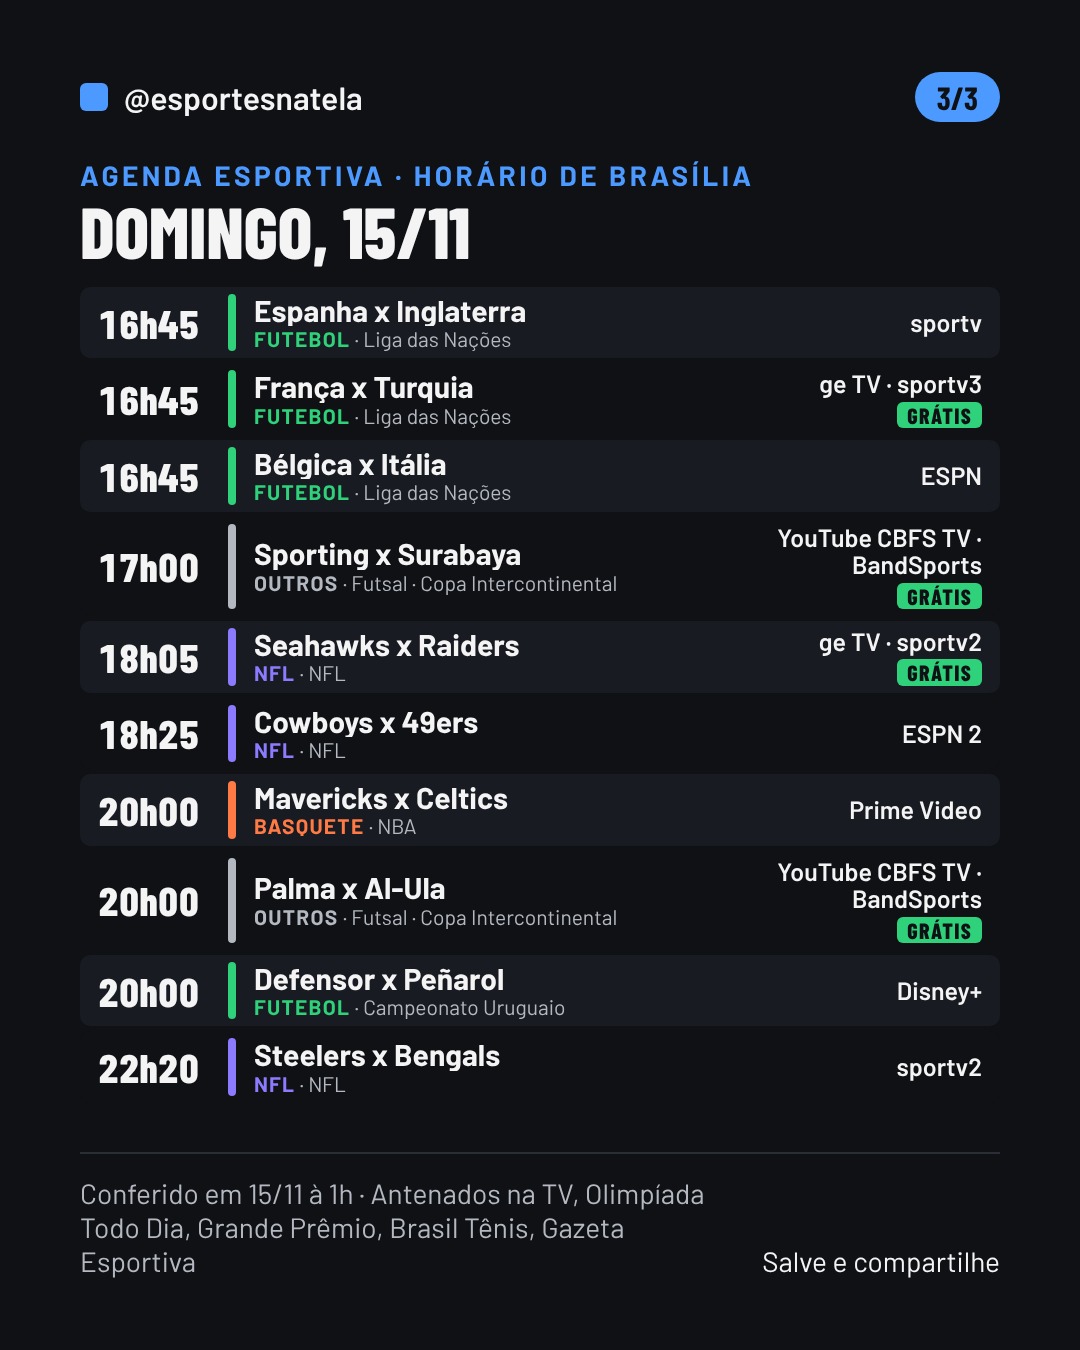 @esportesnatela
3/3
AGENDA ESPORTIVA · HORÁRIO DE BRASÍLIA
DOMINGO, 15/11
16h45
Espanha x Inglaterra
FUTEBOL · Liga das Nações
sportv
16h45
França x Turquia
FUTEBOL · Liga das Nações
ge TV · sportv3
GRÁTIS
16h45
Bélgica x Itália
FUTEBOL · Liga das Nações
ESPN
17h00
Sporting x Surabaya
OUTROS · Futsal · Copa Intercontinental
YouTube CBFS TV ·
BandSports
GRÁTIS
18h05
Seahawks x Raiders
NFL · NFL
ge TV · sportv2
GRÁTIS
18h25
Cowboys x 49ers
NFL · NFL
ESPN 2
20h00
Mavericks x Celtics
BASQUETE · NBA
Prime Video
20h00
Palma x Al-Ula
OUTROS · Futsal · Copa Intercontinental
YouTube CBFS TV ·
BandSports
GRÁTIS
20h00
Defensor x Peñarol
FUTEBOL · Campeonato Uruguaio
Disney+
22h20
Steelers x Bengals
NFL · NFL
sportv2
Conferido em 15/11 à 1h · Antenados na TV, Olimpíada
Todo Dia, Grande Prêmio, Brasil Tênis, Gazeta
Esportiva
Salve e compartilhe